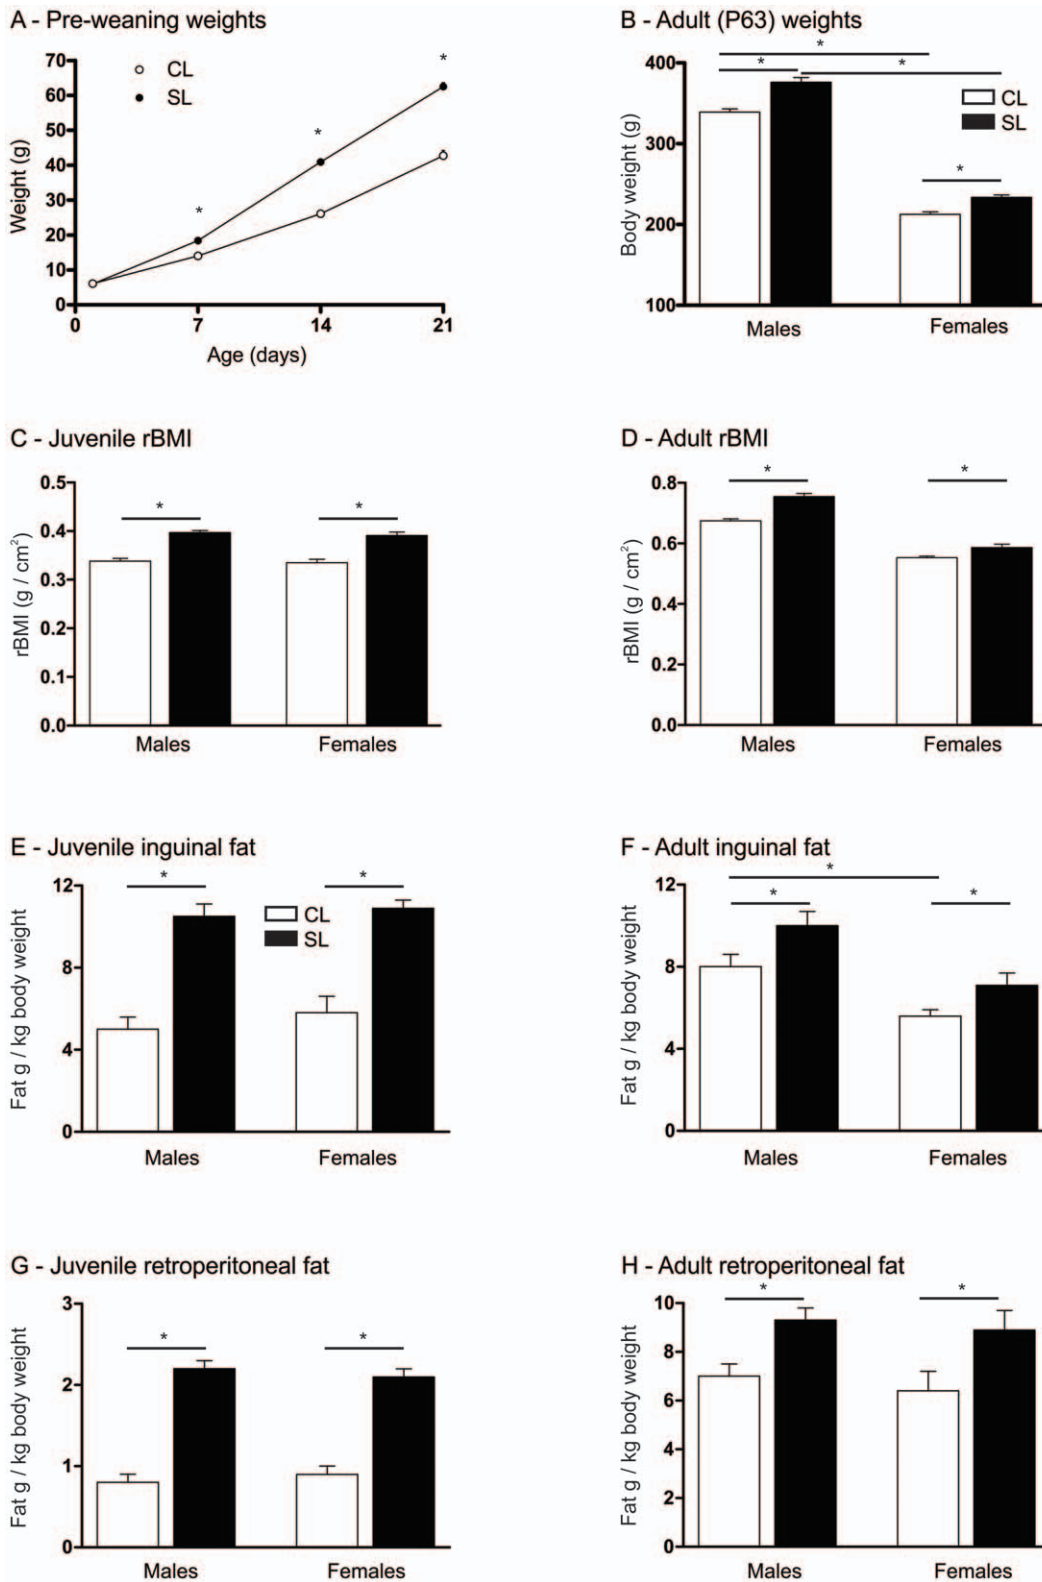 A - Pre-weaning weights
70
60
50
40
30
20
10
0
Weight (g)
CL
SL
*
*
*
0
7
14
21
Age (days)
B - Adult (P63) weights
400
300
200
100
Body weight (g)
*
*
*
*
CL
SL
Males
Females
C - Juvenile rBMI
0.5
0.4
0.3
0.2
0.1
0.0
rBMI (g / cm²)
*
*
Males
Females
D - Adult rBMI
0.8
0.6
0.4
0.2
0.0
rBMI (g / cm²)
*
*
Males
Females
E - Juvenile inguinal fat
12
8
4
0
Fat g / kg body weight
*
*
CL
SL
Males
Females
F - Adult inguinal fat
12
8
4
0
Fat g / kg body weight
*
*
*
Males
Females
G - Juvenile retroperitoneal fat
3
2
1
0
Fat g / kg body weight
*
*
Males
Females
H - Adult retroperitoneal fat
10
8
6
4
2
0
Fat g / kg body weight
*
*
Males
Females